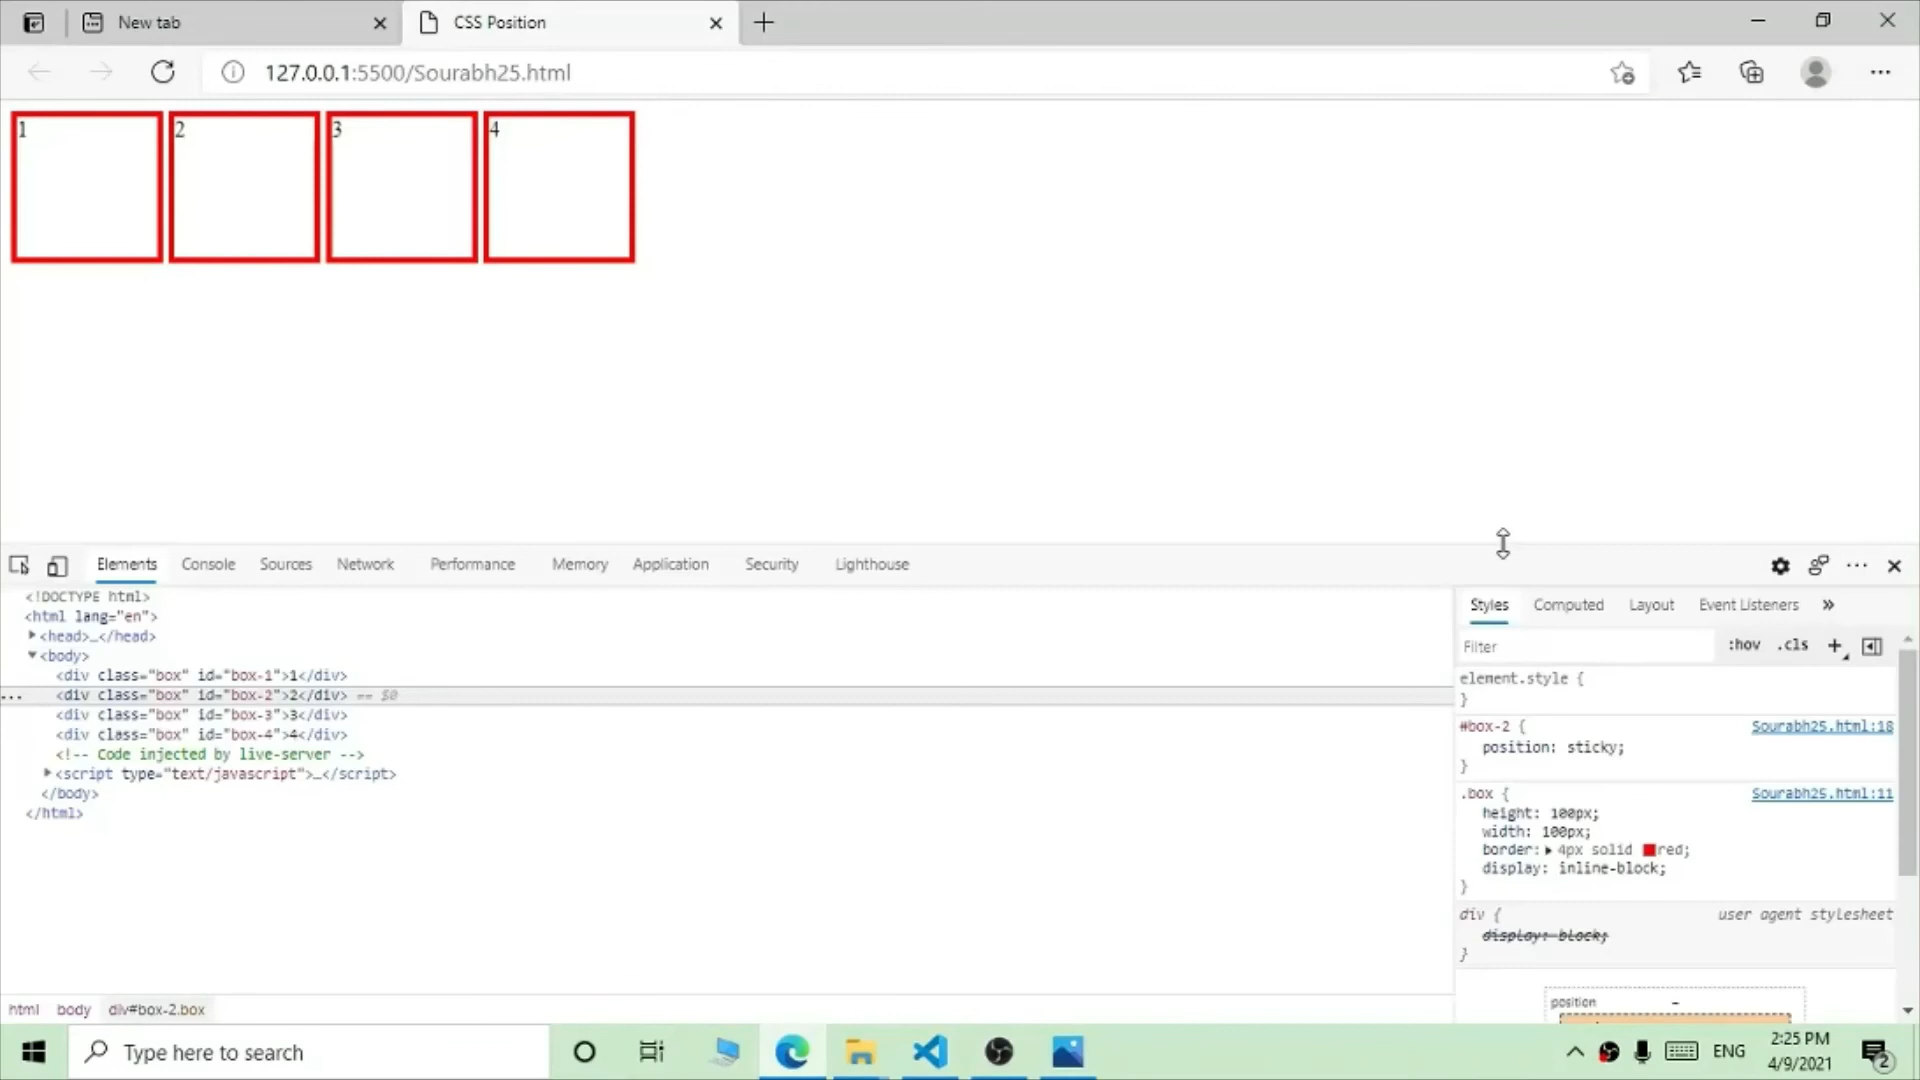 New tab
CSS Position
127.0.0.1:5500/Sourabh25.html
1
2
3
4
Elements Console Sources Network Performance Memory Application Security Lighthouse
<!DOCTYPE html>
<html lang="en">
<head>…</head>
<body>
<div class="box" id="box-1">1</div>
... <div class="box" id="box-2">2</div> == $0
<div class="box" id="box-3">3</div>
<div class="box" id="box-4">4</div>
<!-- Code injected by live-server -->
<script type="text/javascript">…</script>
</body>
</html>
html body div#box-2.box
Styles Computed Layout Event Listeners »
Filter :hov .cls +
element.style {
}
#box-2 { Sourabh25.html:18
position: sticky;
}
.box { Sourabh25.html:11
height: 100px;
width: 100px;
border: 4px solid red;
display: inline-block;
}
div { user agent stylesheet
display: block;
}
position -
Type here to search
ENG
2:25 PM
4/9/2021
2